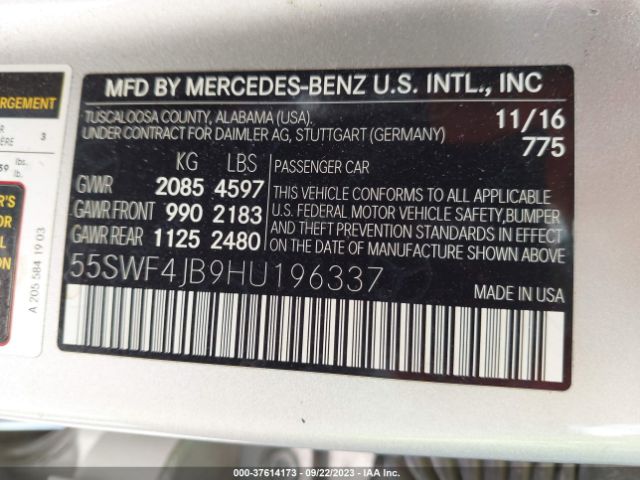 MFD BY MERCEDES-BENZ U.S. INTL., INC
TUSCALOOSA COUNTY, ALABAMA (USA).
UNDER CONTRACT FOR DAIMLER AG, STUTTGART (GERMANY)
11/16
775
KG LBS
GVWR 2085 4597
GAWR FRONT 990 2183
GAWR REAR 1125 2480
PASSENGER CAR
THIS VEHICLE CONFORMS TO ALL APPLICABLE
U.S. FEDERAL MOTOR VEHICLE SAFETY, BUMPER
AND THEFT PREVENTION STANDARDS IN EFFECT
ON THE DATE OF MANUFACTURE SHOWN ABOVE
55SWF4JB9HU196337
MADE IN USA
A 205 584 19 03
3
lbs.
lb.
000-37614173 - 09/22/2023 - IAA Inc.